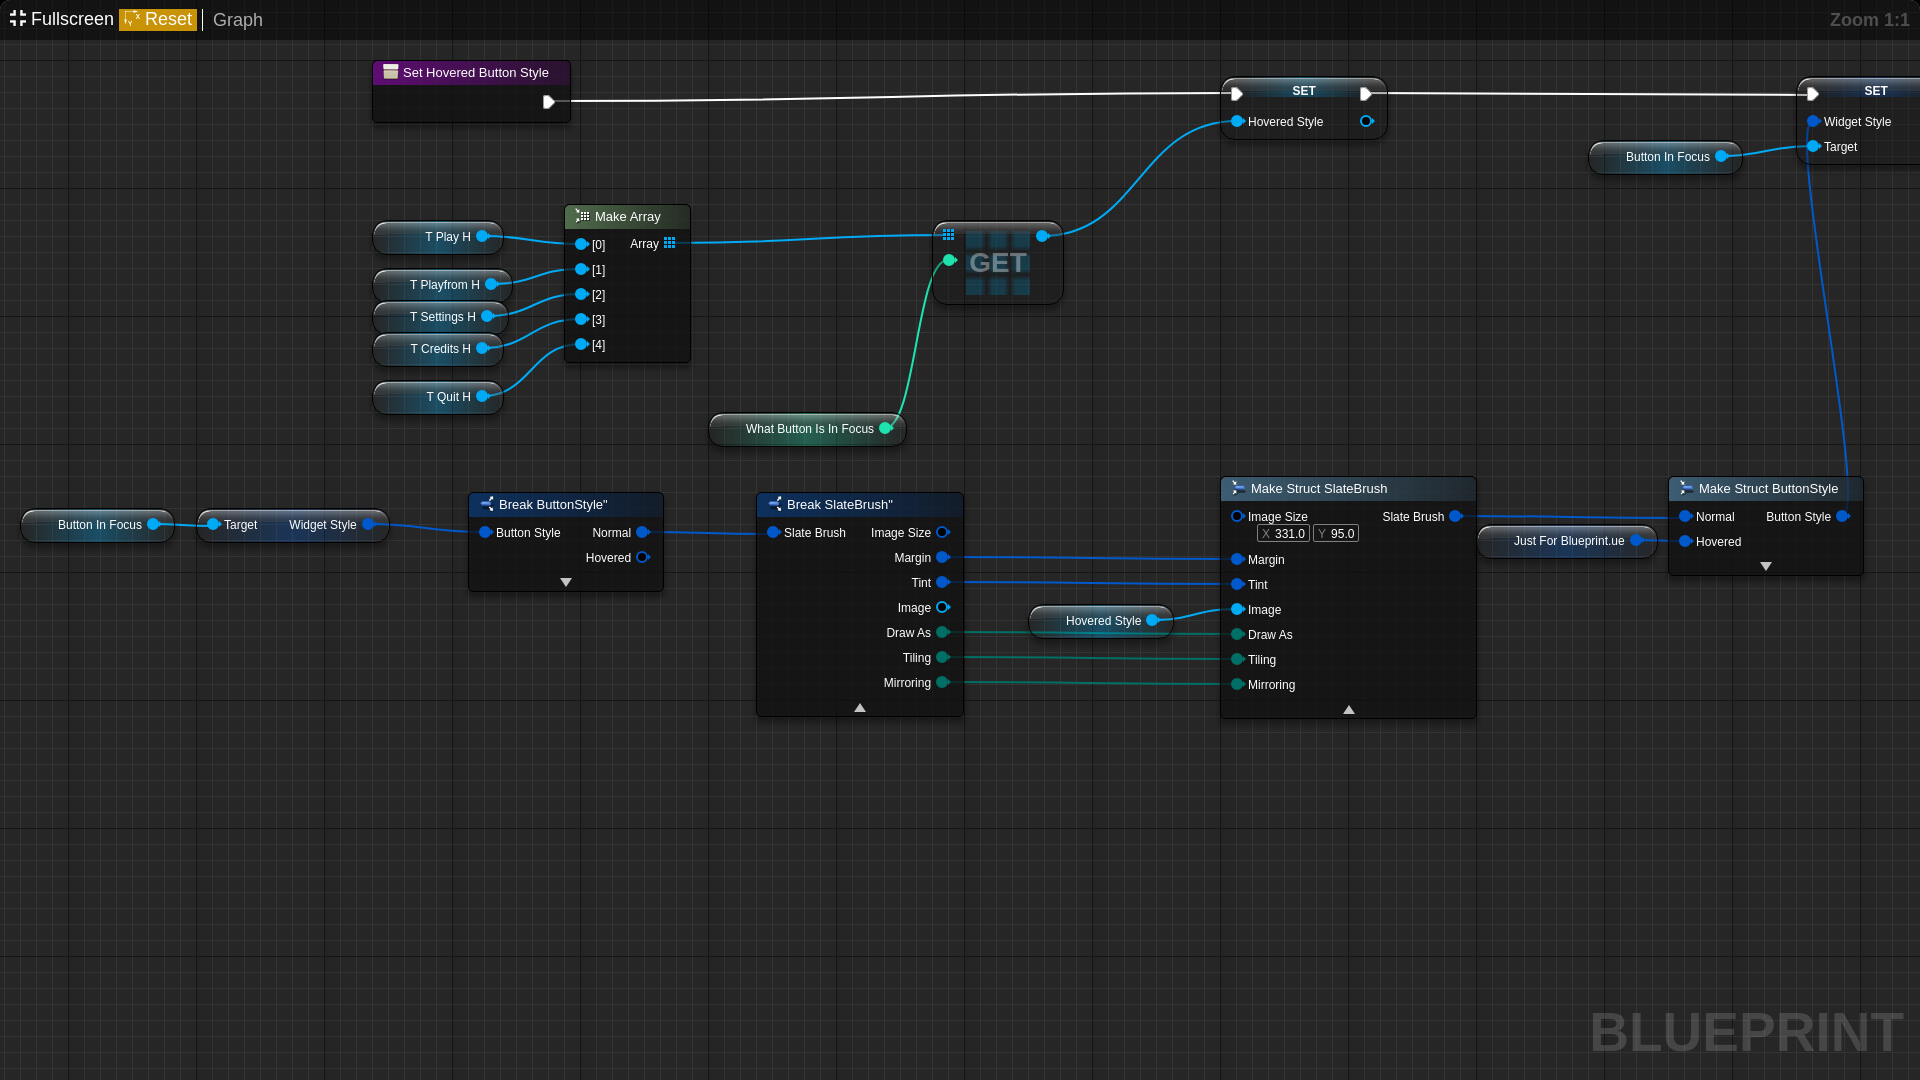 Fullscreen Reset Graph
Zoom 1:1
Set Hovered Button Style
SET
Hovered Style
SET
Widget Style
Target
Button In Focus
T Play H
T Playfrom H
T Settings H
T Credits H
T Quit H
Make Array
[0] Array
[1]
[2]
[3]
[4]
GET
What Button Is In Focus
Button In Focus
Target Widget Style
Break ButtonStyle"
Button Style Normal
Hovered
Break SlateBrush"
Slate Brush Image Size
Margin
Tint
Image
Draw As
Tiling
Mirroring
Hovered Style
Make Struct SlateBrush
Image Size Slate Brush
X 331.0 Y 95.0
Margin
Tint
Image
Draw As
Tiling
Mirroring
Just For Blueprint.ue
Make Struct ButtonStyle
Normal Button Style
Hovered
BLUEPRINT